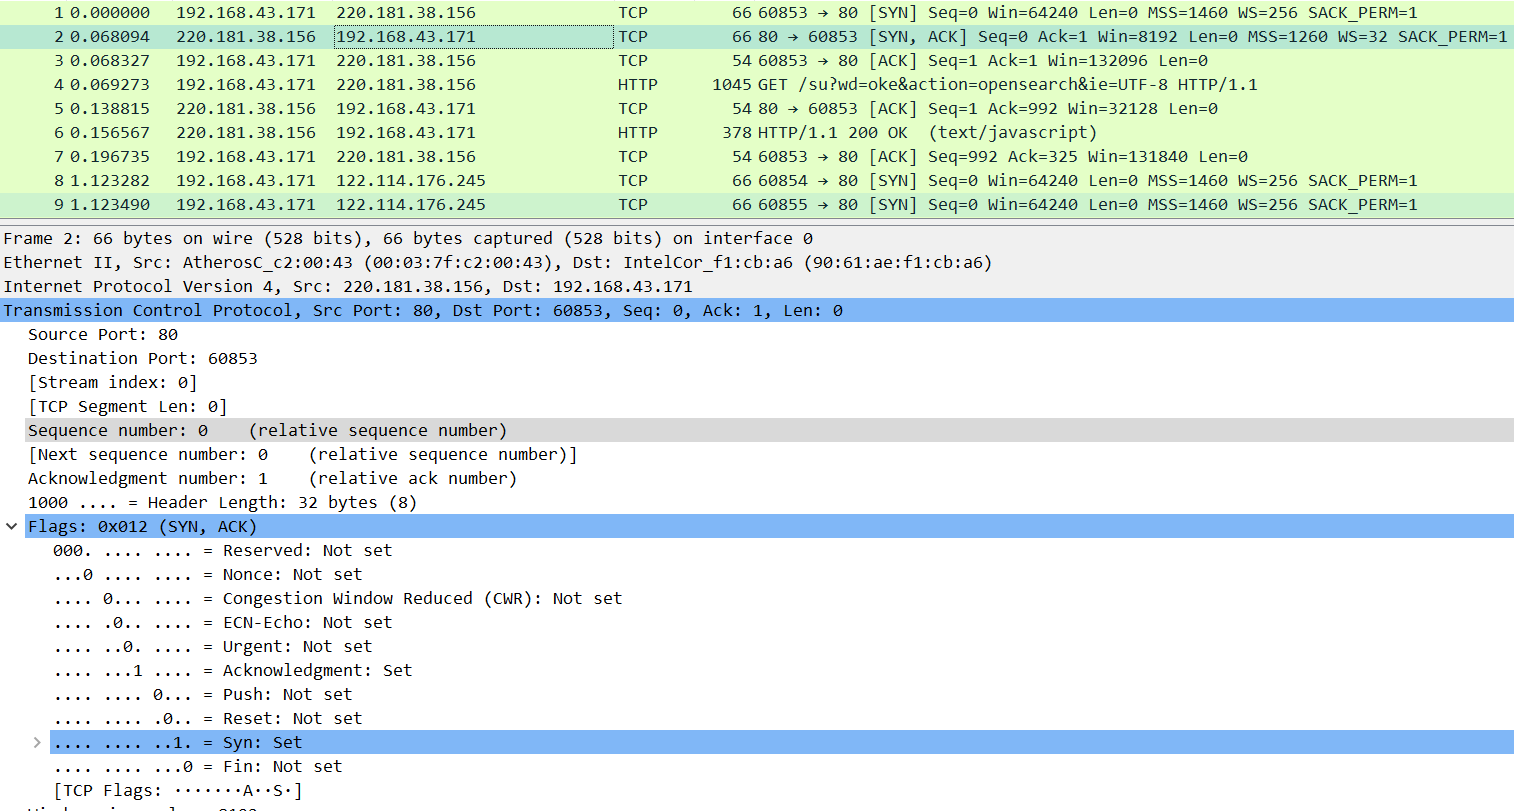 1 0.000000 192.168.43.171 220.181.38.156 TCP 66 60853 → 80 [SYN] Seq=0 Win=64240 Len=0 MSS=1460 WS=256 SACK_PERM=1
2 0.068094 220.181.38.156 192.168.43.171 TCP 66 80 → 60853 [SYN, ACK] Seq=0 Ack=1 Win=8192 Len=0 MSS=1260 WS=32 SACK_PERM=1
3 0.068327 192.168.43.171 220.181.38.156 TCP 54 60853 → 80 [ACK] Seq=1 Ack=1 Win=132096 Len=0
4 0.069273 192.168.43.171 220.181.38.156 HTTP 1045 GET /su?wd=oke&action=opensearch&ie=UTF-8 HTTP/1.1
5 0.138815 220.181.38.156 192.168.43.171 TCP 54 80 → 60853 [ACK] Seq=1 Ack=992 Win=32128 Len=0
6 0.156567 220.181.38.156 192.168.43.171 HTTP 378 HTTP/1.1 200 OK  (text/javascript)
7 0.196735 192.168.43.171 220.181.38.156 TCP 54 60853 → 80 [ACK] Seq=992 Ack=325 Win=131840 Len=0
8 1.123282 192.168.43.171 122.114.176.245 TCP 66 60854 → 80 [SYN] Seq=0 Win=64240 Len=0 MSS=1460 WS=256 SACK_PERM=1
9 1.123490 192.168.43.171 122.114.176.245 TCP 66 60855 → 80 [SYN] Seq=0 Win=64240 Len=0 MSS=1460 WS=256 SACK_PERM=1
Frame 2: 66 bytes on wire (528 bits), 66 bytes captured (528 bits) on interface 0
Ethernet II, Src: AtherosC_c2:00:43 (00:03:7f:c2:00:43), Dst: IntelCor_f1:cb:a6 (90:61:ae:f1:cb:a6)
Internet Protocol Version 4, Src: 220.181.38.156, Dst: 192.168.43.171
Transmission Control Protocol, Src Port: 80, Dst Port: 60853, Seq: 0, Ack: 1, Len: 0
Source Port: 80
Destination Port: 60853
[Stream index: 0]
[TCP Segment Len: 0]
Sequence number: 0    (relative sequence number)
[Next sequence number: 0    (relative sequence number)]
Acknowledgment number: 1    (relative ack number)
1000 .... = Header Length: 32 bytes (8)
Flags: 0x012 (SYN, ACK)
000. .... .... = Reserved: Not set
...0 .... .... = Nonce: Not set
.... 0... .... = Congestion Window Reduced (CWR): Not set
.... .0.. .... = ECN-Echo: Not set
.... ..0. .... = Urgent: Not set
.... ...1 .... = Acknowledgment: Set
.... .... 0... = Push: Not set
.... .... .0.. = Reset: Not set
.... .... ..1. = Syn: Set
.... .... ...0 = Fin: Not set
[TCP Flags: ·······A··S·]